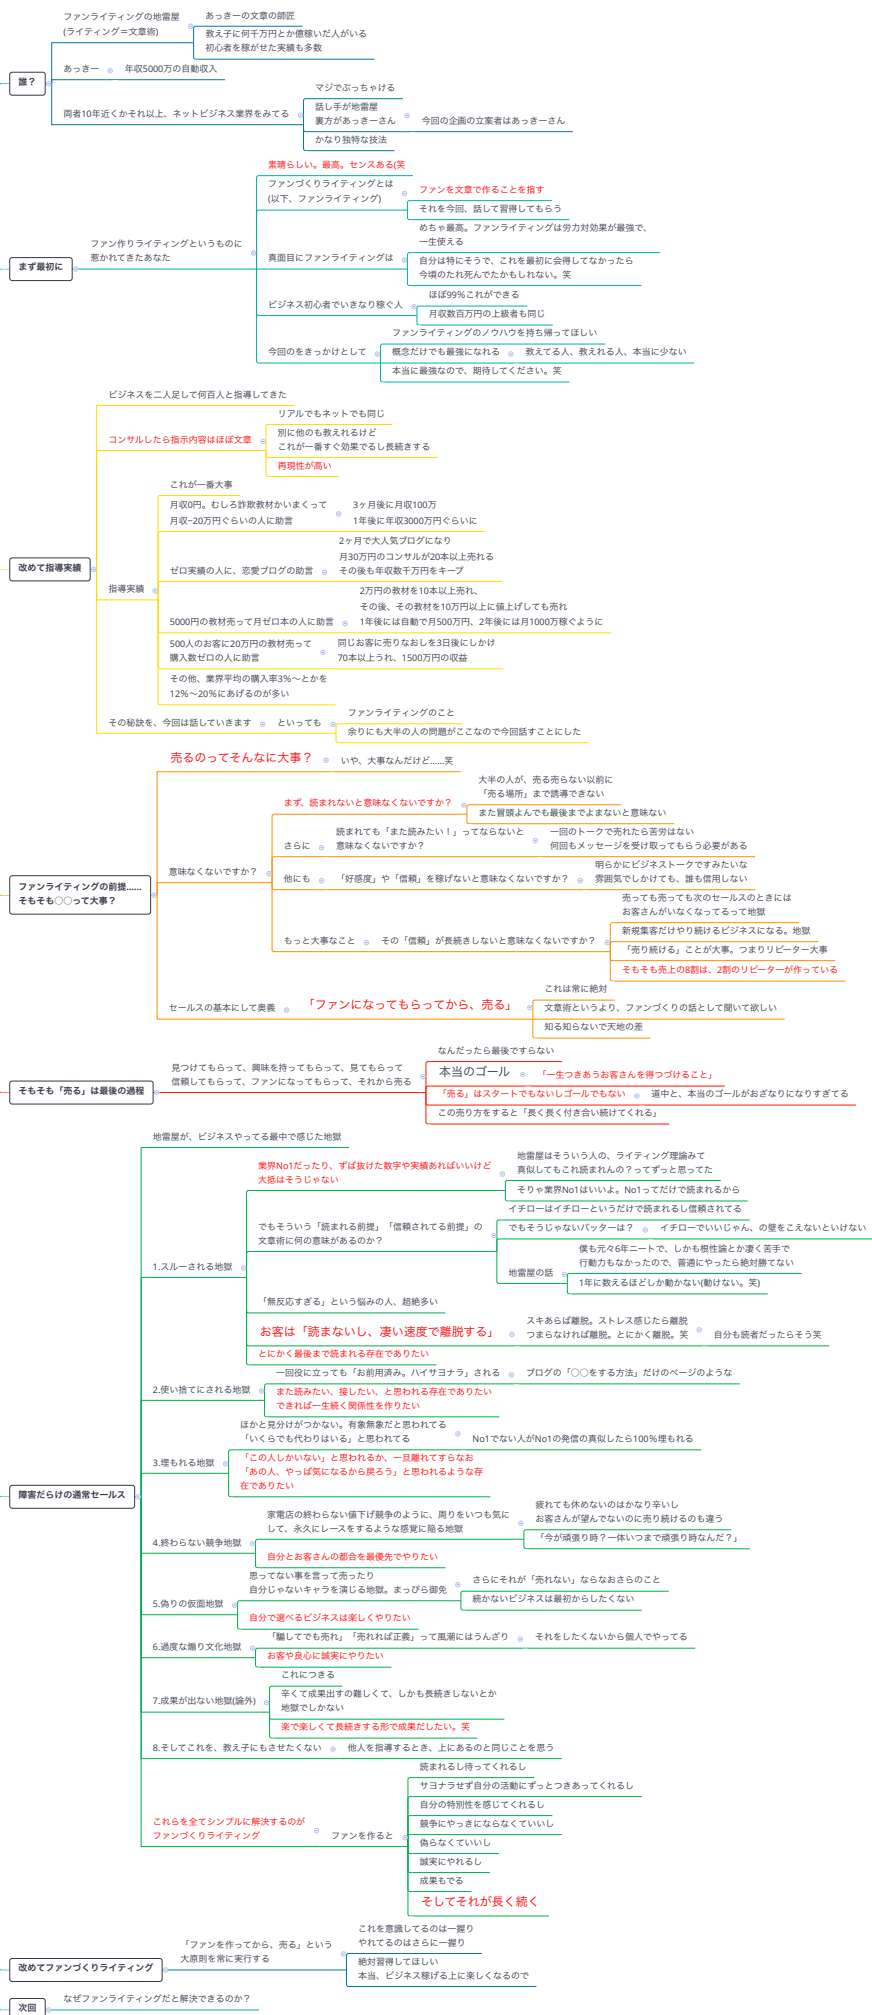 誰？
ファンライティングの地雷屋
(ライティング＝文章術)
あっきーの文章の師匠
教え子に何千万とか億稼いだ人がいる
初心者を稼がせた実績も多数
あっきー
年収5000万の自動収入
両者10年近くかそれ以上、ネットビジネス業界をみてる
マジでぶっちゃける
話し手が地雷屋
裏方があっきーさん
今回の企画の立案者はあっきーさん
かなり独特な技法
まず最初に
ファン作りライティングというものに
惹かれてきたあなた
素晴らしい。最高。センスある(笑
ファンづくりライティングとは
(以下、ファンライティング)
ファンを文章で作ることを指す
それを今回、話して習得してもらう
真面目にファンライティングは
めちゃ最高。ファンライティングは労力対効果が最強で、
一生使える
自分は特にそうで、これを最初に会得してなかったら
今頃のたれ死んでたかもしれない。笑
ビジネス初心者でいきなり稼ぐ人
ほぼ99%これができる
月収数百万円の上級者も同じ
今回のをきっかけとして
ファンライティングのノウハウを持ち帰ってほしい
概念だけでも最強になれる
教えてる人、教えれる人、本当に少ない
本当に最強なので、期待してください。笑
改めて指導実績
ビジネスを二人足して何百人と指導してきた
コンサルしたら指示内容はほぼ文章
リアルでもネットでも同じ
別に他のも教えれるけど
これが一番すぐ効果でるし長続きする
再現性が高い
指導実績
これが一番大事
月収0円。むしろ詐欺教材かいまくって
月収−20万円ぐらいの人に助言
3ヶ月後に月収100万
1年後に年収3000万円ぐらいに
ゼロ実績の人に、恋愛ブログの助言
2ヶ月で大人気ブログになり
月30万円のコンサルが20本以上売れる
その後も年収数千万円をキープ
5000円の教材売って月ゼロ本の人に助言
2万円の教材を10本以上売れ、
その後、その教材を10万円以上に値上げしても売れ
1年後には自動で月500万円、2年後には月1000万稼ぐように
500人のお客に20万円の教材売って
購入数ゼロの人に助言
同じお客に売りなおしを3日後にしかけ
70本以上うれ、1500万円の収益
その他、業界平均の購入率3%〜とかを
12%〜20%にあげるのが多い
その秘訣を、今回は話していきます
といっても
ファンライティングのこと
余りにも大半の人の問題がここなので今回話すことにした
ファンライティングの前提……
そもそも○○って大事？
売るのってそんなに大事？
いや、大事なんだけど……笑
意味なくないですか？
まず、読まれないと意味なくないですか？
大半の人が、売る売らない以前に
「売る場所」まで誘導できない
また冒頭よんでも最後までよまないと意味ない
さらに
読まれても「また読みたい！」ってならないと
意味なくないですか？
一回のトークで売れたら苦労はない
何回もメッセージを受け取ってもらう必要がある
他にも
「好感度」や「信頼」を稼げないと意味なくないですか？
明らかにビジネストークですみたいな
雰囲気でしかけても、誰も信用しない
もっと大事なこと
その「信頼」が長続きしないと意味なくないですか？
売っても売っても次のセールスのときには
お客さんがいなくなってるって地獄
新規集客だけやり続けるビジネスになる。地獄
「売り続ける」ことが大事。つまりリピーター大事
そもそも売上の8割は、2割のリピーターが作っている
セールスの基本にして奥義
「ファンになってもらってから、売る」
これは常に絶対
文章術というより、ファンづくりの話として聞いて欲しい
知る知らないで天地の差
そもそも「売る」は最後の過程
見つけてもらって、興味を持ってもらって、見てもらって
信頼してもらって、ファンになってもらって、それから売る
なんだったら最後ですらない
本当のゴール
「一生つきあうお客さんを得つづけること」
「売る」はスタートでもないしゴールでもない
道中と、本当のゴールがおざなりになりすぎてる
この売り方をすると「長く長く付き合い続けてくれる」
障害だらけの通常セールス
地雷屋が、ビジネスやってる最中で感じた地獄
1.スルーされる地獄
業界No1だったり、ずば抜けた数字や実績あればいいけど
大抵はそうじゃない
地雷屋はそういう人の、ライティング理論みて
真似してもこれ読まれんの？ってずっと思ってた
そりゃ業界No1はいいよ。No1ってだけで読まれるから
でもそういう「読まれる前提」「信頼されてる前提」の
文章術に何の意味があるのか？
イチローはイチローというだけで読まれるし信頼されてる
でもそうじゃないバッターは？
イチローでいいじゃん、の壁をこえないといけない
地雷屋の話
僕も元々6年ニートで、しかも根性論とか凄く苦手で
行動力もなかったので、普通にやったら絶対勝てない
1年に数えるほどしか動かない(動けない。笑)
「無反応すぎる」という悩みの人、超絶多い
お客は「読まないし、凄い速度で離脱する」
スキあらば離脱。ストレス感じたら離脱
つまらなければ離脱。とにかく離脱。笑
自分も読者だったらそう笑
とにかく最後まで読まれる存在でありたい
2.使い捨てにされる地獄
一回役に立っても「お前用済み。ハイサヨナラ」される
ブログの「○○をする方法」だけのページのような
また読みたい、接したい、と思われる存在でありたい
できれば一生続く関係性を作りたい
3.埋もれる地獄
ほかと見分けがつかない。有象無象だと思われてる
「いくらでも代わりはいる」と思われてる
No1でない人がNo1の発信の真似したら100%埋もれる
「この人しかいない」と思われるか、一旦離れてすらなお
「あの人、やっぱ気になるから戻ろう」と思われるような存
在でありたい
4.終わらない競争地獄
家電店の終わらない値下げ競争のように、周りをいつも気に
して、永久にレースをするような感覚に陥る地獄
疲れても休めないのはかなり辛いし
お客さんが望んでないのに売り続けるのも違う
「今が頑張り時？一体いつまで頑張り時なんだ？」
自分とお客さんの都合を最優先でやりたい
5.偽りの仮面地獄
思ってない事を言って売ったり
自分じゃないキャラを演じる地獄。まっぴら御免
さらにそれが「売れない」ならなおさらのこと
続かないビジネスは最初からしたくない
自分で選べるビジネスは楽しくやりたい
6.過度な煽り文化地獄
「騙してでも売れ」「売れれば正義」って風潮にはうんざり
それをしたくないから個人でやってる
お客や良心に誠実にやりたい
7.成果が出ない地獄(論外)
これにつきる
辛くて成果出すの難しくて、しかも長続きしないとか
地獄でしかない
楽で楽しくて長続きする形で成果だしたい。笑
8.そしてこれを、教え子にもさせたくない
他人を指導するとき、上にあるのと同じことを思う
これらを全てシンプルに解決するのが
ファンづくりライティング
ファンを作ると
読まれるし待ってくれるし
サヨナラせず自分の活動にずっとつきあってくれるし
自分の特別性を感じてくれるし
競争にやっきにならなくていいし
偽らなくていいし
誠実にやれるし
成果もでる
そしてそれが長く続く
改めてファンづくりライティング
「ファンを作ってから、売る」という
大原則を常に実行する
これを意識してるのは一握り
やれてるのはさらに一握り
絶対習得してほしい
本当、ビジネス稼げる上に楽しくなるので
次回
なぜファンライティングだと解決できるのか？